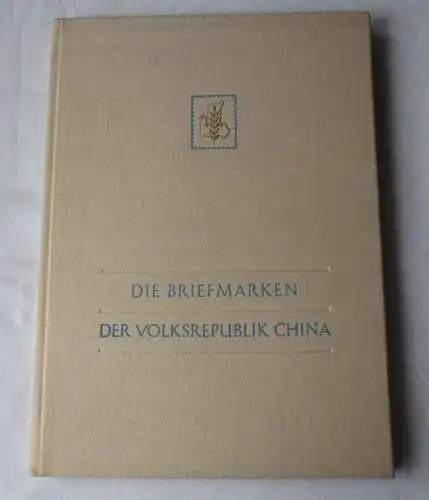 DIE BRIEFMARKEN
DER VOLKSREPUBLIK CHINA